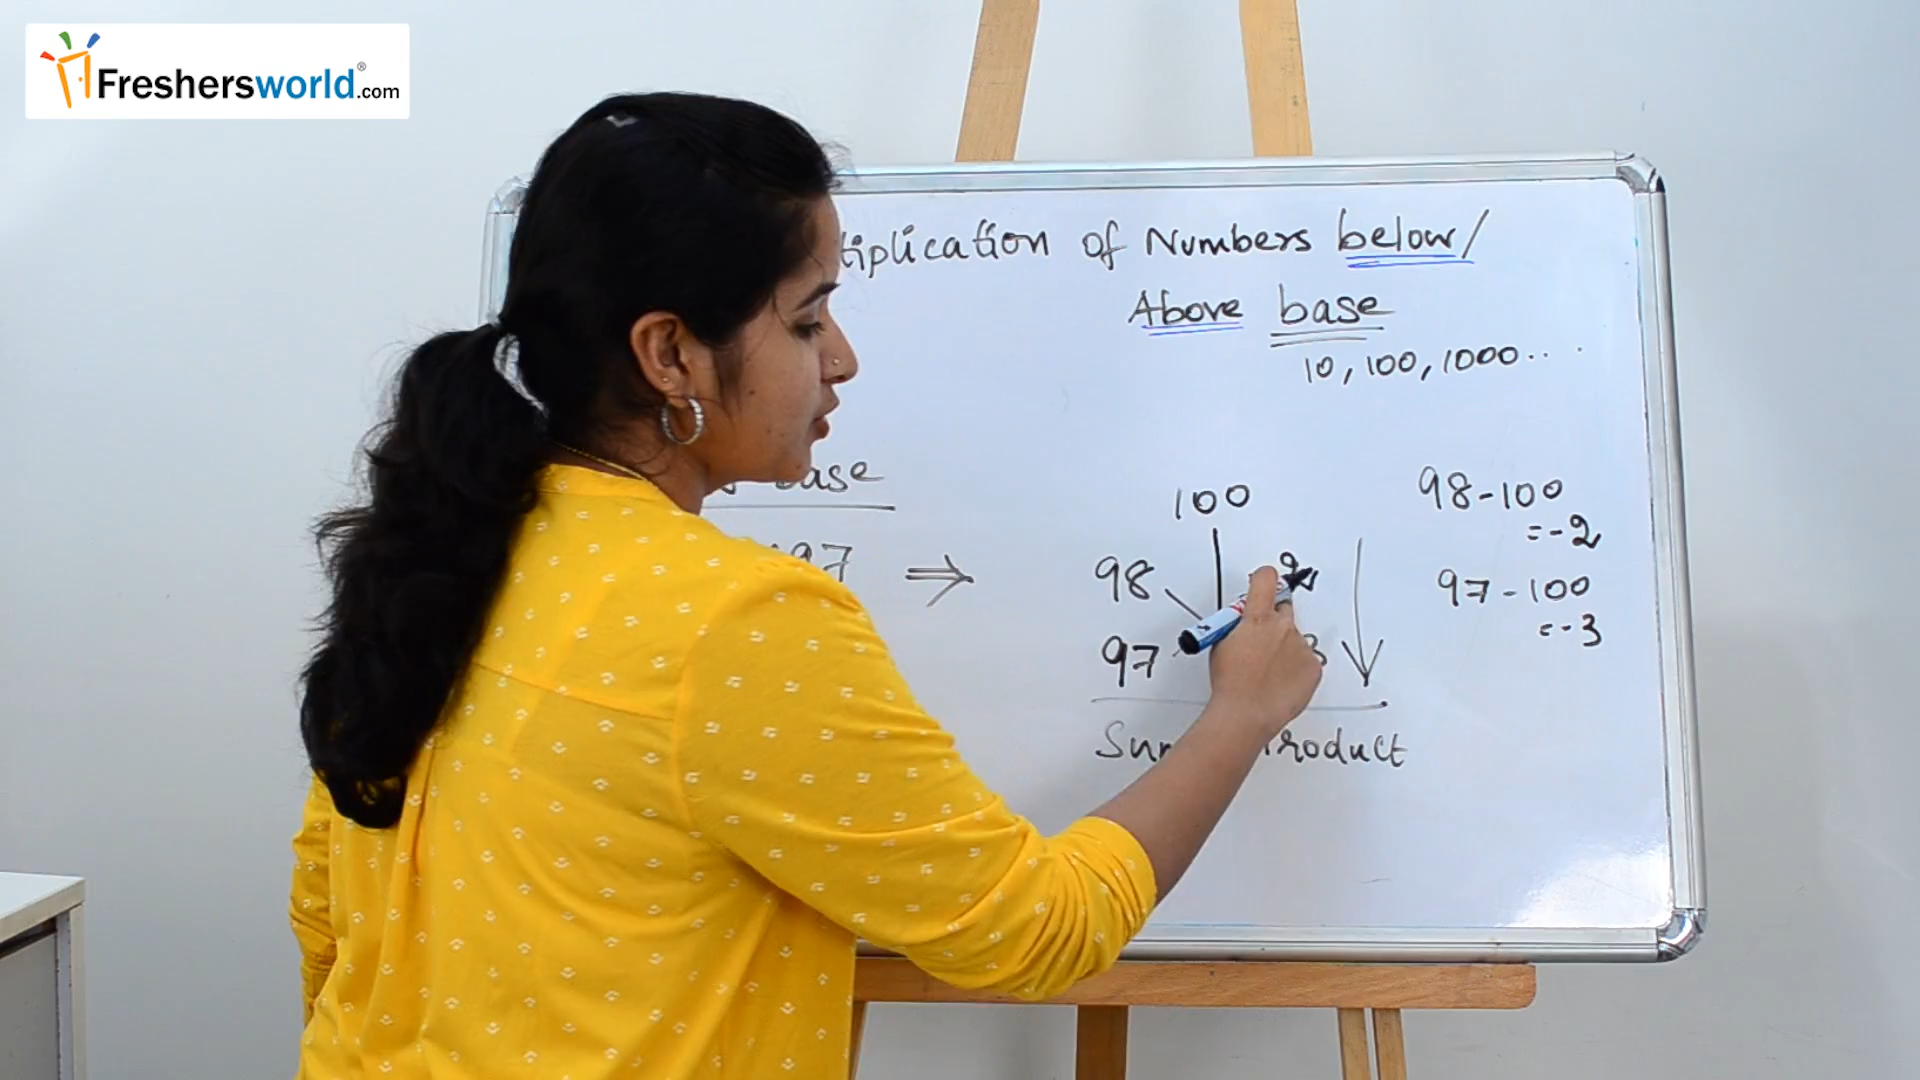 Freshersworld.com
of Numbers below/
Above base
10, 100, 1000...
100
98 - 100
= -2
98
97 - 100
= -3
97